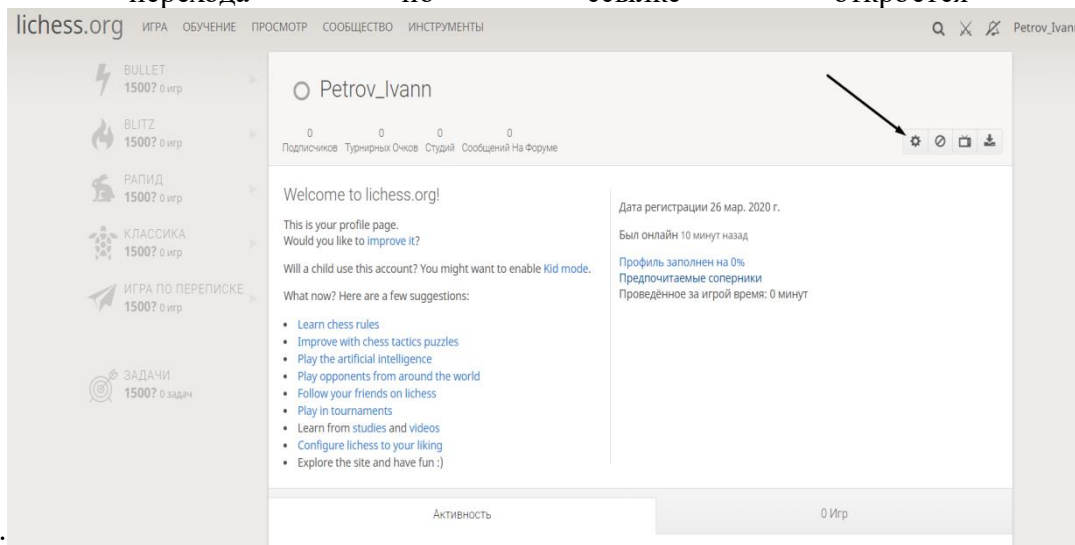 перехода по ссылке откроется
lichess.org ИГРА ОБУЧЕНИЕ ПРОСМОТР СООБЩЕСТВО ИНСТРУМЕНТЫ Petrov_Ivann
BULLET
1500? 0 игр
BLITZ
1500? 0 игр
РАПИД
1500? 0 игр
КЛАССИКА
1500? 0 игр
ИГРА ПО ПЕРЕПИСКЕ
1500? 0 игр
ЗАДАЧИ
1500? 0 задач
Petrov_Ivann
0 0 0 0
Подписчиков Турнирных Очков Студий Сообщений На Форуме
Welcome to lichess.org!
This is your profile page.
Would you like to improve it?
Will a child use this account? You might want to enable Kid mode.
What now? Here are a few suggestions:
• Learn chess rules
• Improve with chess tactics puzzles
• Play the artificial intelligence
• Play opponents from around the world
• Follow your friends on lichess
• Play in tournaments
• Learn from studies and videos
• Configure lichess to your liking
• Explore the site and have fun :)
Дата регистрации 26 мар. 2020 г.
Был онлайн 10 минут назад
Профиль заполнен на 0%
Предпочитаемые соперники
Проведённое за игрой время: 0 минут
Активность 0 Игр
.